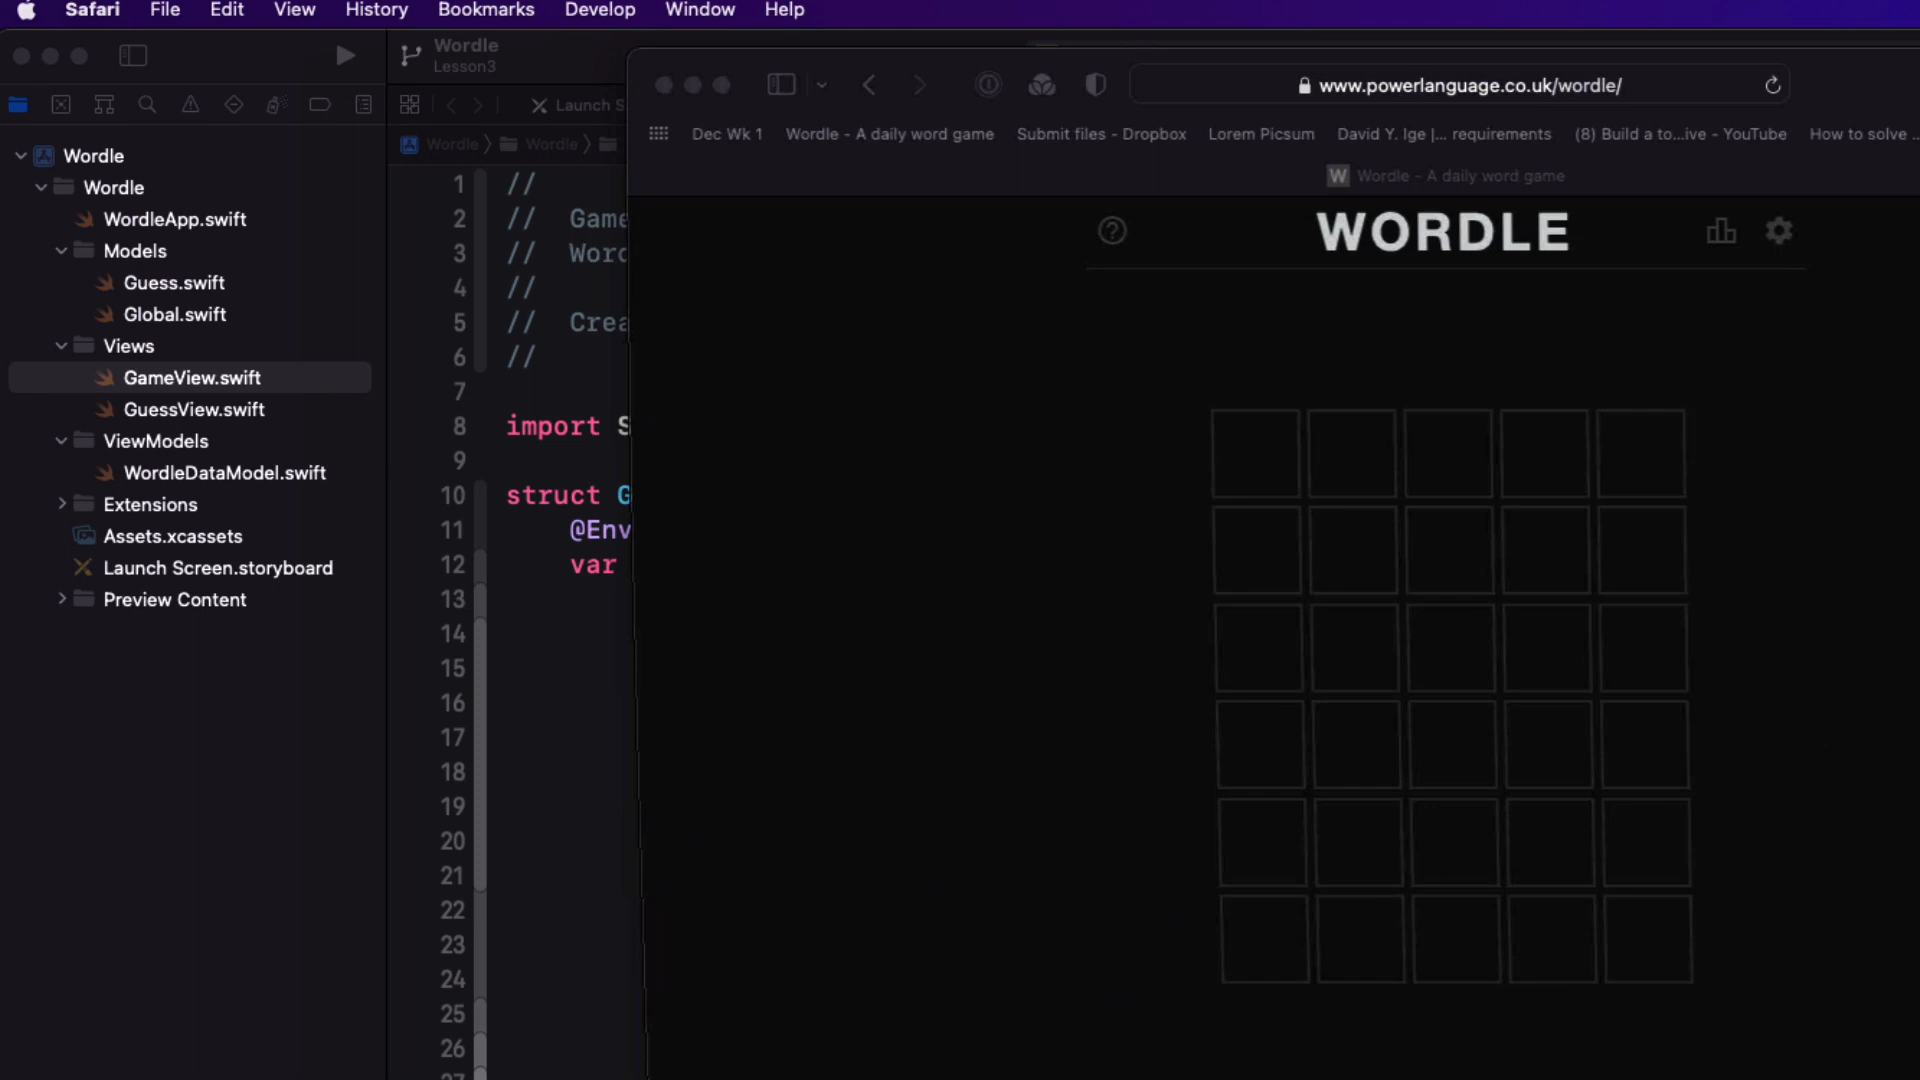 Safari File Edit View History Bookmarks Develop Window Help
Wordle
Lesson3
www.powerlanguage.co.uk/wordle/
Launch S
Dec Wk 1 Wordle - A daily word game Submit files - Dropbox Lorem Picsum David Y. Ige |... requirements (8) Build a to...ive - YouTube How to solve ...
Wordle Wordle
W Wordle - A daily word game
WORDLE
Wordle
Wordle
WordleApp.swift
Models
Guess.swift
Global.swift
Views
GameView.swift
GuessView.swift
ViewModels
WordleDataModel.swift
Extensions
Assets.xcassets
Launch Screen.storyboard
Preview Content
1 //
2 // Game
3 // Word
4 //
5 // Crea
6 //
7
8 import S
9
10 struct G
11 @Env
12 var
13
14
15
16
17
18
19
20
21
22
23
24
25
26
27